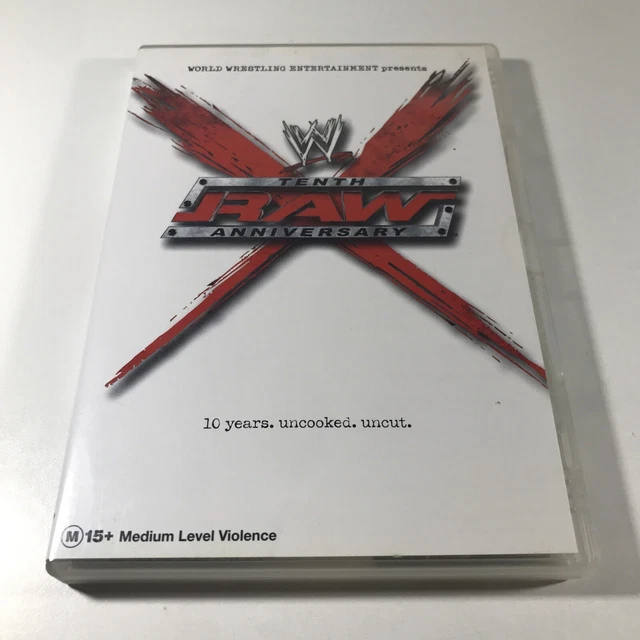 WORLD WRESTLING ENTERTAINMENT presents
W
TENTH
RAW
ANNIVERSARY
10 years. uncooked. uncut.
M 15+ Medium Level Violence